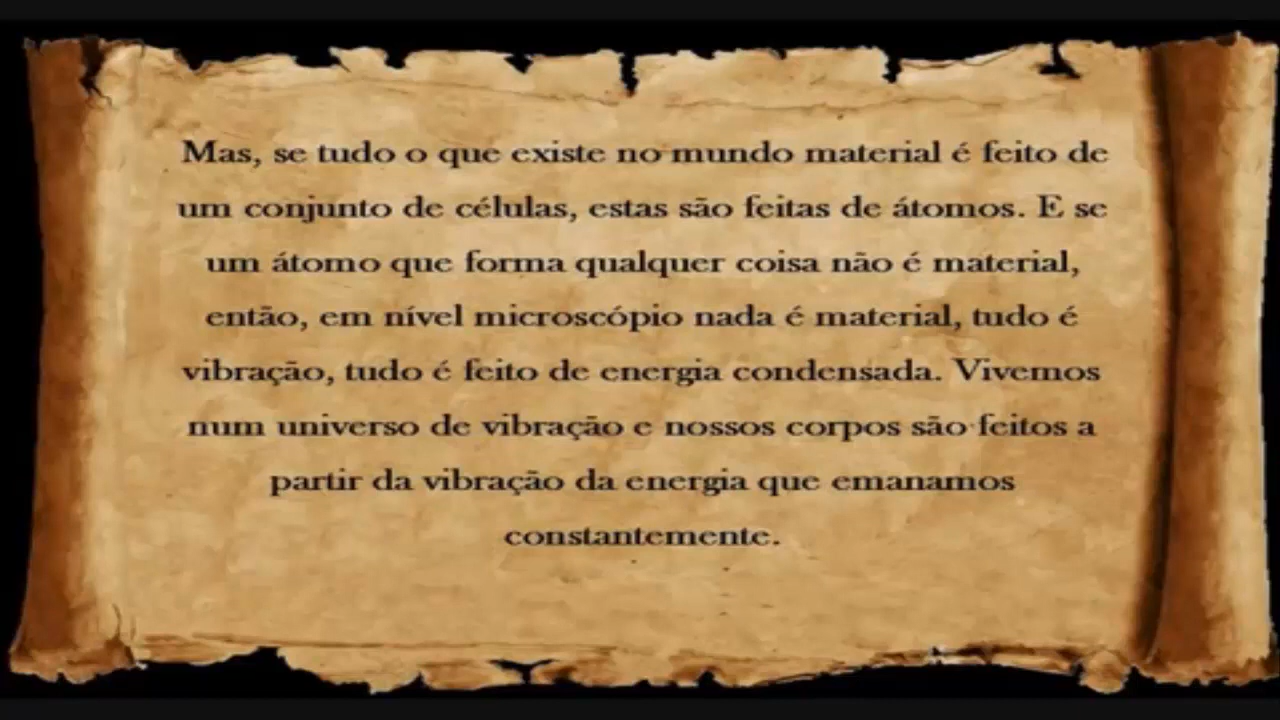 Mas, se tudo o que existe no mundo material é feito de
um conjunto de células, estas são feitas de átomos. E se
um átomo que forma qualquer coisa não é material,
então, em nível microscópio nada é material, tudo é
vibração, tudo é feito de energia condensada. Vivemos
num universo de vibração e nossos corpos são feitos a
partir da vibração da energia que emanamos
constantemente.